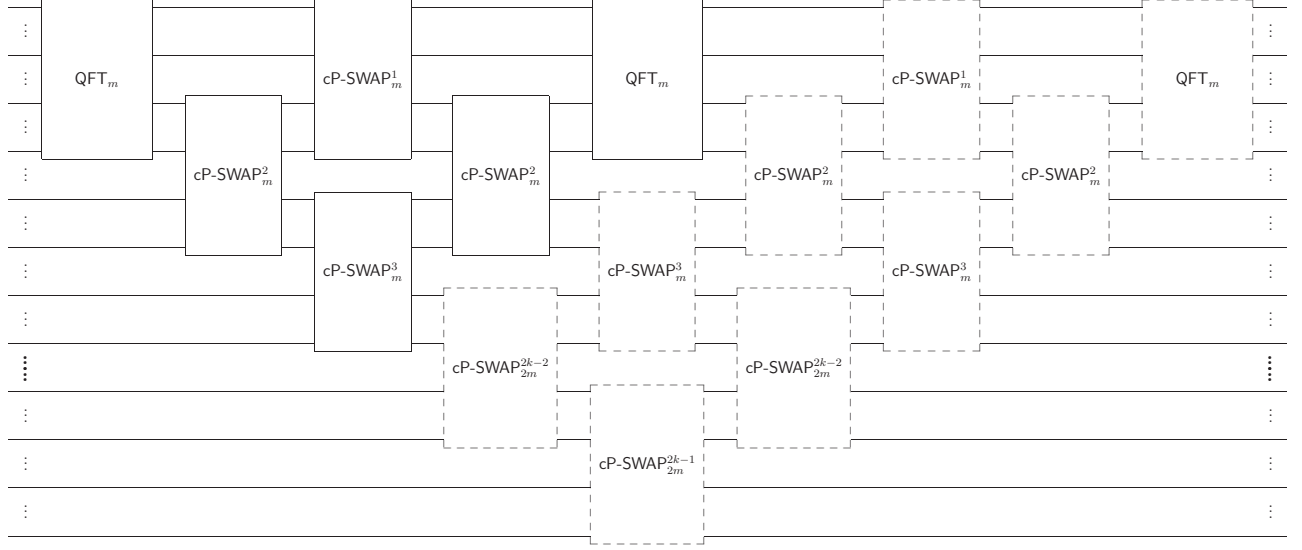 QFT_m cP-SWAP^1_m QFT_m cP-SWAP^1_m QFT_m
cP-SWAP^2_m cP-SWAP^2_m cP-SWAP^2_m cP-SWAP^2_m
cP-SWAP^3_m cP-SWAP^3_m cP-SWAP^3_m
cP-SWAP^{2k-2}_{2m} cP-SWAP^{2k-2}_{2m}
cP-SWAP^{2k-1}_{2m}